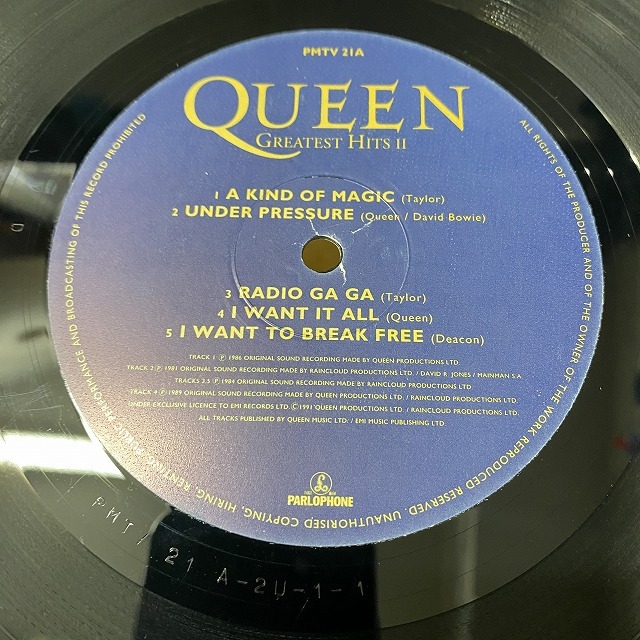 PMTV 21A
QUEEN
GREATEST HITS II
1 A KIND OF MAGIC (Taylor)
2 UNDER PRESSURE (Queen / David Bowie)
3 RADIO GA GA (Taylor)
4 I WANT IT ALL (Queen)
5 I WANT TO BREAK FREE (Deacon)
TRACK 1 Ⓟ 1986 ORIGINAL SOUND RECORDING MADE BY QUEEN PRODUCTIONS LTD.
TRACK 2 Ⓟ 1981 ORIGINAL SOUND RECORDING MADE BY RAINCLOUD PRODUCTIONS LTD. / DAVID R. JONES / MAINMAN S.A
TRACKS 3,5 Ⓟ 1984 ORIGINAL SOUND RECORDING MADE BY RAINCLOUD PRODUCTIONS LTD.
TRACK 4 Ⓟ 1989 ORIGINAL SOUND RECORDING MADE BY QUEEN PRODUCTIONS LTD. / RAINCLOUD PRODUCTIONS LTD.
UNDER EXCLUSIVE LICENCE TO EMI RECORDS LTD. © 1991 QUEEN PRODUCTIONS LTD. / RAINCLOUD PRODUCTIONS LTD.
ALL TRACKS PUBLISHED BY QUEEN MUSIC LTD. / EMI MUSIC PUBLISHING LTD.
PARLOPHONE
ALL RIGHTS OF THE PRODUCER AND OF THE OWNER OF THE WORK REPRODUCED RESERVED. UNAUTHORISED COPYING, HIRING, RENTING, PERFORMANCE AND BROADCASTING OF THIS RECORD PROHIBITED
PMTV 21 A-2U-1-1